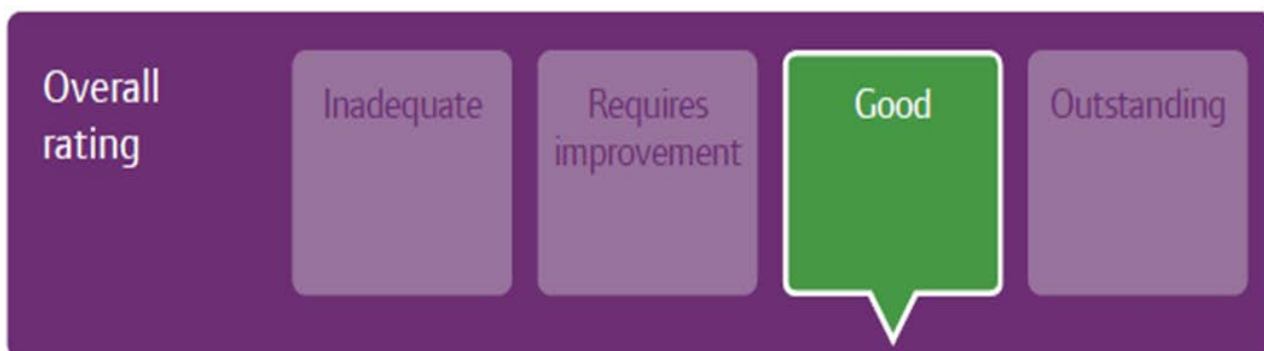 Overall
rating
Inadequate
Requires
improvement
Good
Outstanding